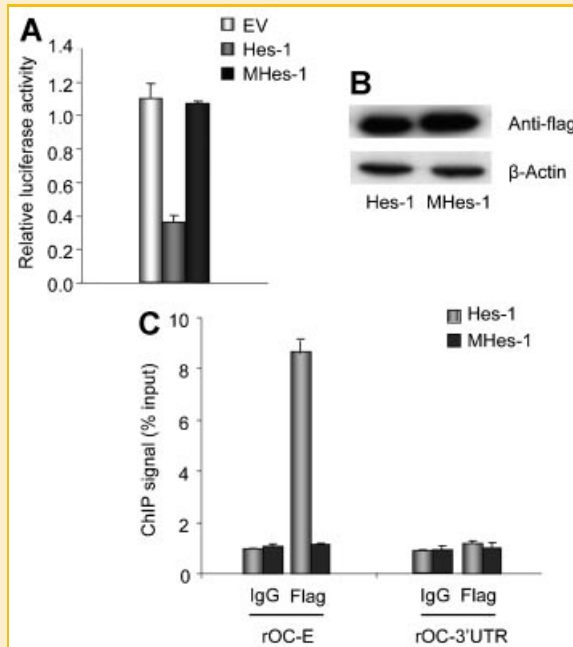 A
Relative luciferase activity
1.4
1.2
1.0
0.8
0.6
0.4
0.2
0.0
EV
Hes-1
MHes-1
B
Anti-flag
β-Actin
Hes-1 MHes-1
C
ChIP signal (% input)
10
8
6
4
2
0
Hes-1
MHes-1
IgG Flag IgG Flag
rOC-E rOC-3'UTR